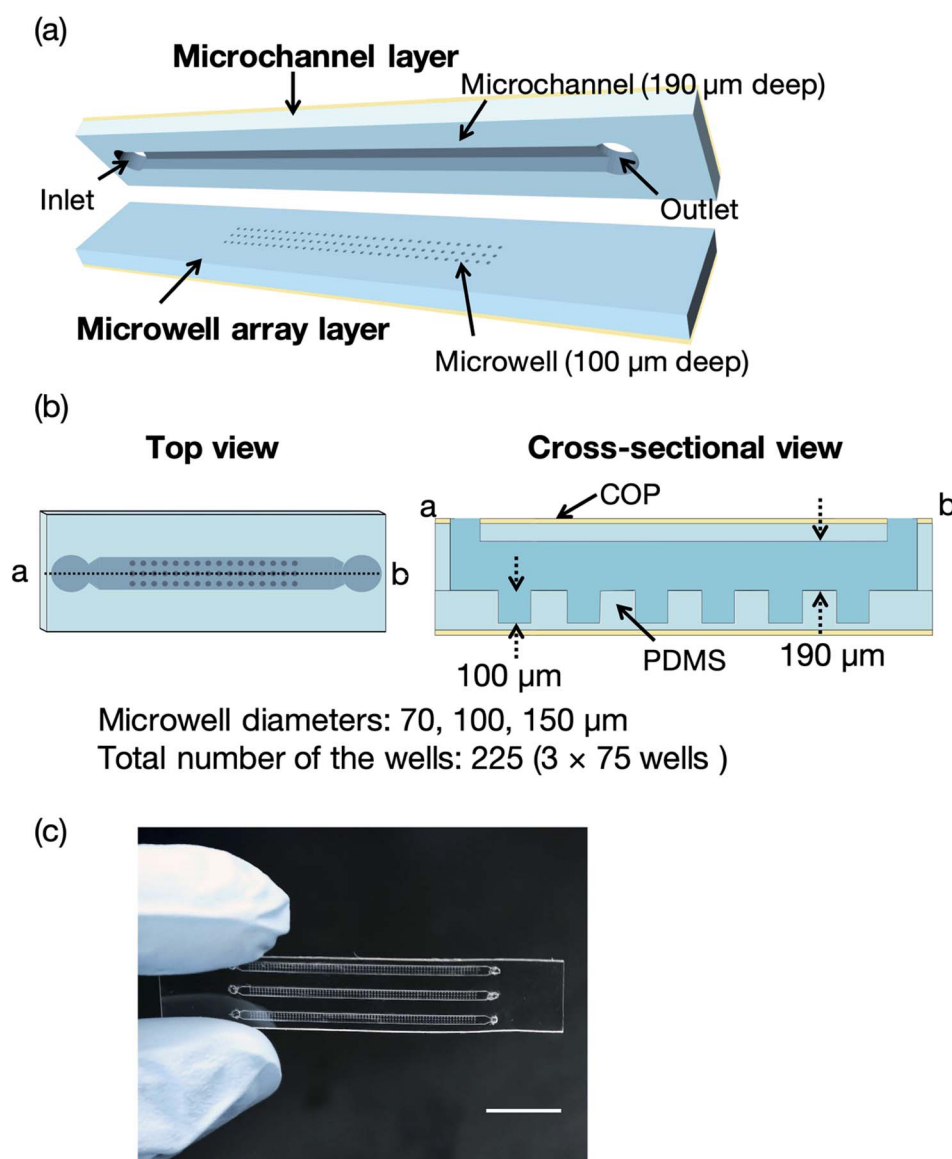 (a)
Microchannel layer
Microchannel (190 µm deep)
Inlet
Outlet
Microwell array layer
Microwell (100 µm deep)
(b)
Top view
Cross-sectional view
COP
a
b
a
b
PDMS
100 µm
190 µm
Microwell diameters: 70, 100, 150 µm
Total number of the wells: 225 (3 × 75 wells )
(c)